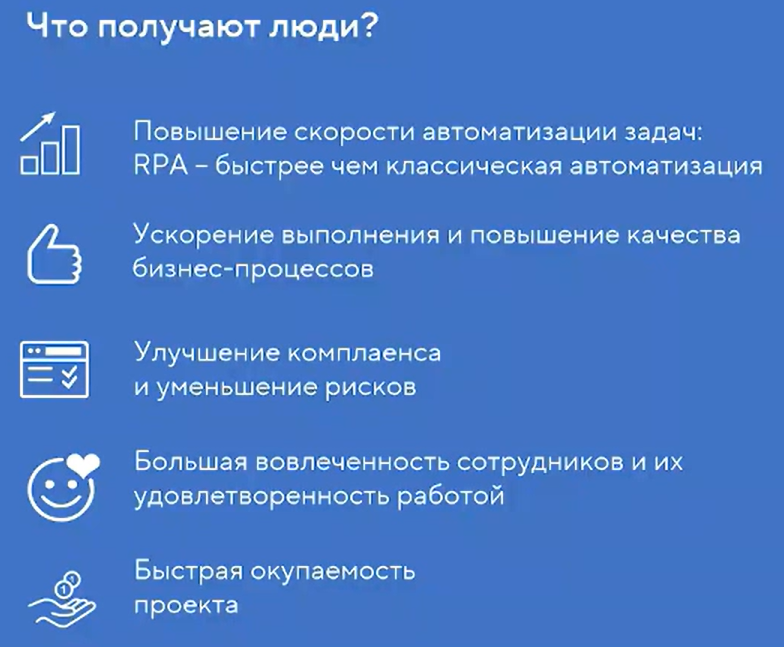 Что получают люди?
Повышение скорости автоматизации задач:
RPA – быстрее чем классическая автоматизация
Ускорение выполнения и повышение качества
бизнес-процессов
Улучшение комплаенса
и уменьшение рисков
Большая вовлеченность сотрудников и их
удовлетворенность работой
Быстрая окупаемость
проекта